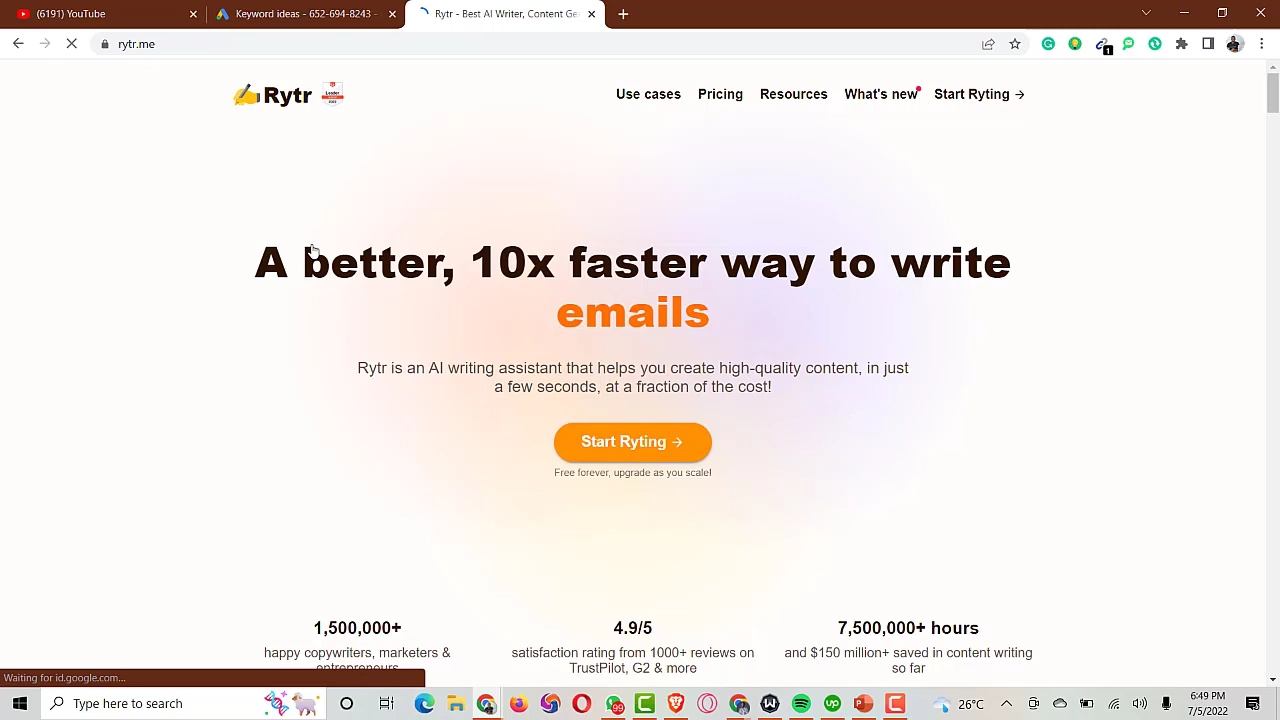 (6191) YouTube
Keyword ideas - 652-694-8243 -
Rytr - Best AI Writer, Content Ge
rytr.me
1
Rytr
Use cases
Pricing
Resources
What's new
Start Ryting →
A better, 10x faster way to write
emails
Rytr is an AI writing assistant that helps you create high-quality content, in just
a few seconds, at a fraction of the cost!
Start Ryting →
Free forever, upgrade as you scale!
1,500,000+
happy copywriters, marketers &
entrepreneurs
4.9/5
satisfaction rating from 1000+ reviews on
TrustPilot, G2 & more
7,500,000+ hours
and $150 million+ saved in content writing
so far
Waiting for id.google.com...
Type here to search
99
26°C
6:49 PM
7/5/2022